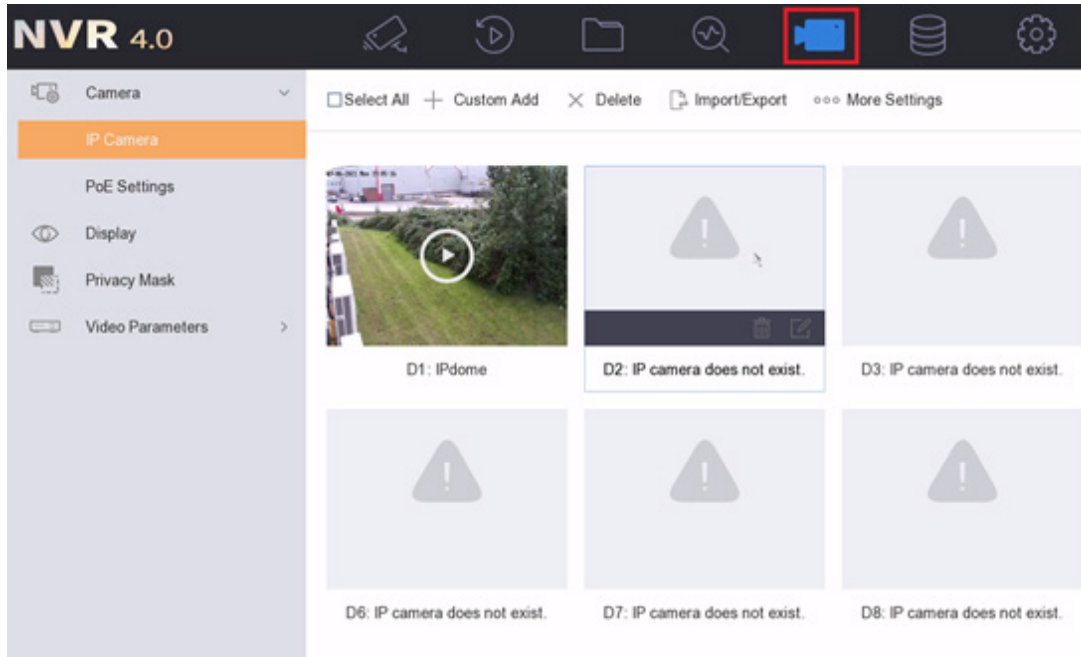 NVR 4.0
Camera
Select All
Custom Add
Delete
Import/Export
More Settings
IP Camera
PoE Settings
Display
Privacy Mask
Video Parameters
D1: IPdome
D2: IP camera does not exist.
D3: IP camera does not exist.
D6: IP camera does not exist.
D7: IP camera does not exist.
D8: IP camera does not exist.